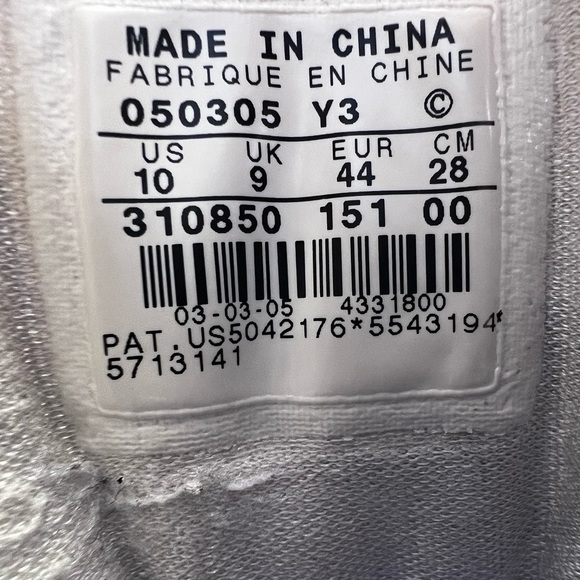 MADE IN CHINA
FABRIQUE EN CHINE
050305 Y3 ©
US UK EUR CM
10 9 44 28
310850 151 00
03-03-05 4331800
PAT.US5042176*5543194*
5713141